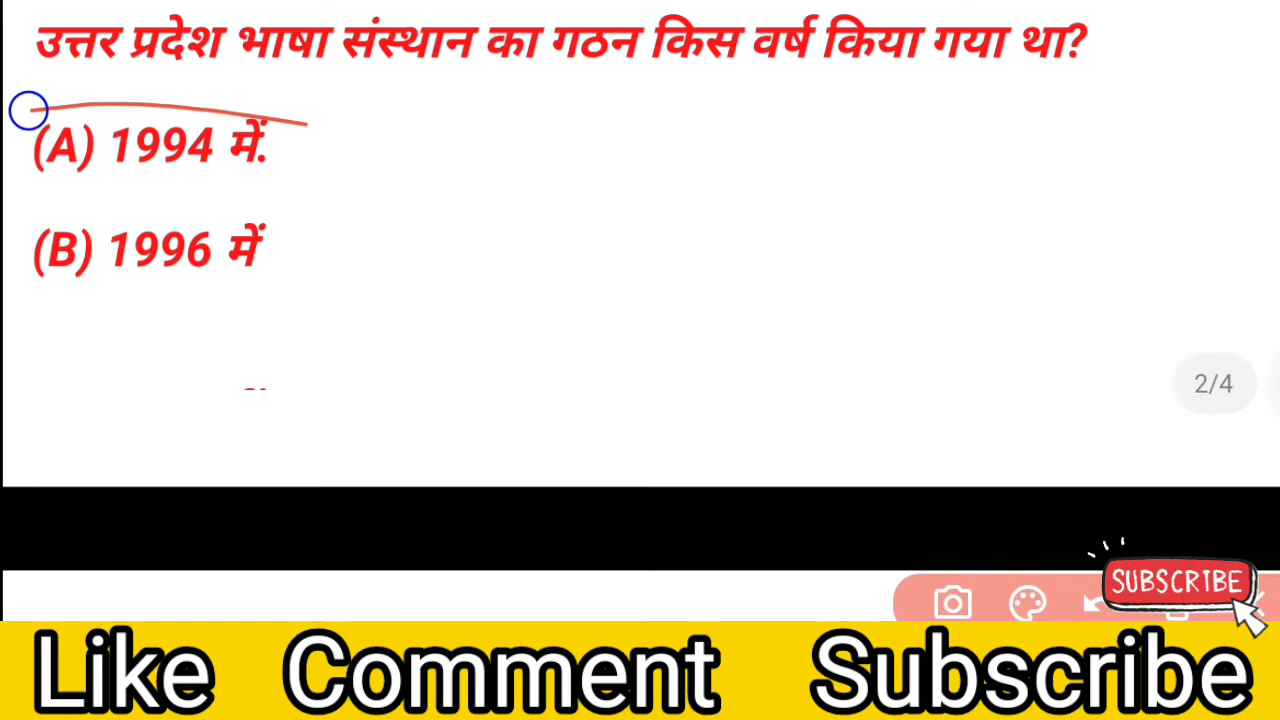 उत्तर प्रदेश भाषा संस्थान का गठन किस वर्ष किया गया था?
(A) 1994 में.
(B) 1996 में
2/4
SUBSCRIBE
Like Comment Subscribe